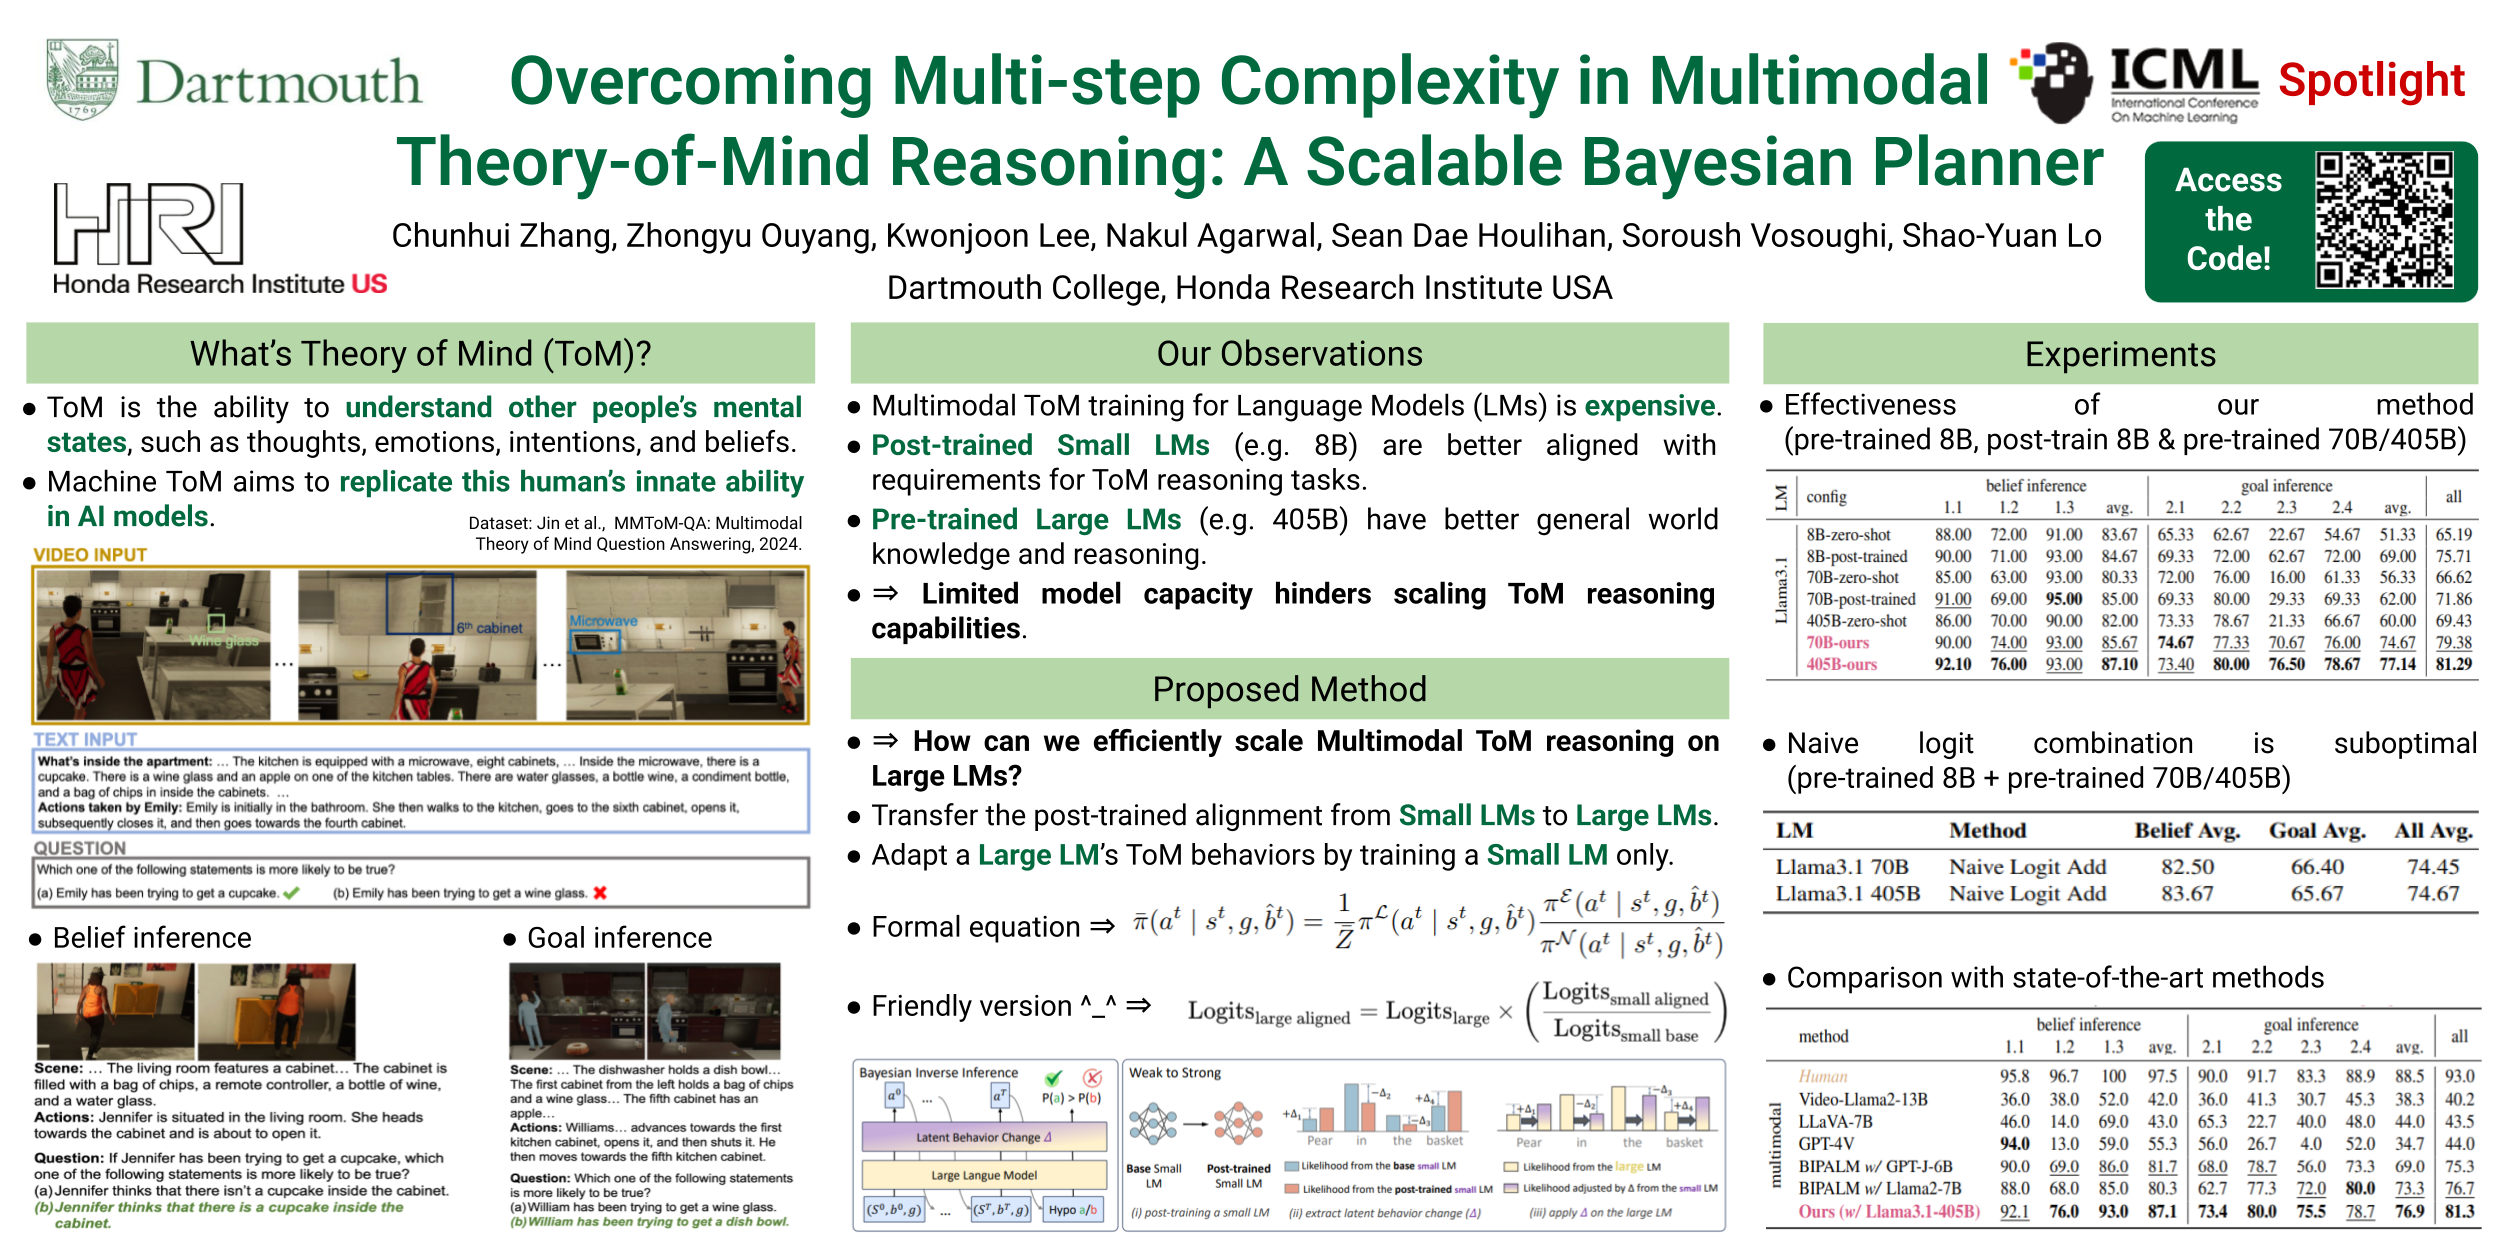 Dartmouth
1769
HRI
Honda Research Institute US
Overcoming Multi-step Complexity in Multimodal
Theory-of-Mind Reasoning: A Scalable Bayesian Planner
Chunhui Zhang, Zhongyu Ouyang, Kwonjoon Lee, Nakul Agarwal, Sean Dae Houlihan, Soroush Vosoughi, Shao-Yuan Lo
Dartmouth College, Honda Research Institute USA
ICML
International Conference
On Machine Learning
Spotlight
Access
the
Code!
What's Theory of Mind (ToM)?
● ToM is the ability to understand other people's mental
states, such as thoughts, emotions, intentions, and beliefs.
● Machine ToM aims to replicate this human's innate ability
in AI models.
Dataset: Jin et al., MMToM-QA: Multimodal
Theory of Mind Question Answering, 2024.
VIDEO INPUT
Wine glass
...
6th cabinet
...
Microwave
TEXT INPUT
What's inside the apartment: ... The kitchen is equipped with a microwave, eight cabinets, ... Inside the microwave, there is a
cupcake. There is a wine glass and an apple on one of the kitchen tables. There are water glasses, a bottle wine, a condiment bottle,
and a bag of chips in inside the cabinets. ...
Actions taken by Emily: Emily is initially in the bathroom. She then walks to the kitchen, goes to the sixth cabinet, opens it,
subsequently closes it, and then goes towards the fourth cabinet.
QUESTION
Which one of the following statements is more likely to be true?
(a) Emily has been trying to get a cupcake. ✔ (b) Emily has been trying to get a wine glass. ✖
● Belief inference
Scene: ... The living room features a cabinet... The cabinet is
filled with a bag of chips, a remote controller, a bottle of wine,
and a water glass.
Actions: Jennifer is situated in the living room. She heads
towards the cabinet and is about to open it.
Question: If Jennifer has been trying to get a cupcake, which
one of the following statements is more likely to be true?
(a) Jennifer thinks that there isn't a cupcake inside the cabinet.
(b) Jennifer thinks that there is a cupcake inside the
cabinet.
● Goal inference
Scene: ... The dishwasher holds a dish bowl...
The first cabinet from the left holds a bag of chips
and a wine glass... The fifth cabinet has an
apple...
Actions: Williams... advances towards the first
kitchen cabinet, opens it, and then shuts it. He
then moves towards the fifth kitchen cabinet.
Question: Which one of the following statements
is more likely to be true?
(a) William has been trying to get a wine glass.
(b) William has been trying to get a dish bowl.
Our Observations
● Multimodal ToM training for Language Models (LMs) is expensive.
● Post-trained Small LMs (e.g. 8B) are better aligned with
requirements for ToM reasoning tasks.
● Pre-trained Large LMs (e.g. 405B) have better general world
knowledge and reasoning.
● ⇒ Limited model capacity hinders scaling ToM reasoning
capabilities.
Proposed Method
● ⇒ How can we efficiently scale Multimodal ToM reasoning on
Large LMs?
● Transfer the post-trained alignment from Small LMs to Large LMs.
● Adapt a Large LM's ToM behaviors by training a Small LM only.
● Formal equation ⇒ π̄(aᵗ | sᵗ, g, b̂ᵗ) = 1/Z̄ π^𝓛(aᵗ | sᵗ, g, b̂ᵗ) π^𝓔(aᵗ | sᵗ, g, b̂ᵗ) / π^𝓝(aᵗ | sᵗ, g, b̂ᵗ)
● Friendly version ^_^ ⇒ Logits large aligned = Logits large × (Logits small aligned / Logits small base)
Bayesian Inverse Inference
a⁰ ... aᵀ P(a) > P(b)
Latent Behavior Change Δ
Large Langue Model
(S⁰, b⁰, g) ... (Sᵀ, bᵀ, g) Hypo a/b
Weak to Strong
Base Small
LM
Post-trained
Small LM
(i) post-training a small LM
+Δ₁ −Δ₂ −Δ₃ +Δ₄
Pear in the basket
Likelihood from the base small LM
Likelihood from the post-trained small LM
(ii) extract latent behavior change (Δ)
+Δ₁ −Δ₂ −Δ₃ +Δ₄
Pear in the basket
Likelihood from the large LM
Likelihood adjusted by Δ from the small LM
(iii) apply Δ on the large LM
Experiments
● Effectiveness of our method
(pre-trained 8B, post-train 8B & pre-trained 70B/405B)
LM config belief inference goal inference all
1.1 1.2 1.3 avg. 2.1 2.2 2.3 2.4 avg.
Llama3.1
8B-zero-shot 88.00 72.00 91.00 83.67 65.33 62.67 22.67 54.67 51.33 65.19
8B-post-trained 90.00 71.00 93.00 84.67 69.33 72.00 62.67 72.00 69.00 75.71
70B-zero-shot 85.00 63.00 93.00 80.33 72.00 76.00 16.00 61.33 56.33 66.62
70B-post-trained 91.00 69.00 95.00 85.00 69.33 80.00 29.33 69.33 62.00 71.86
405B-zero-shot 86.00 70.00 90.00 82.00 73.33 78.67 21.33 66.67 60.00 69.43
70B-ours 90.00 74.00 93.00 85.67 74.67 77.33 70.67 76.00 74.67 79.38
405B-ours 92.10 76.00 93.00 87.10 73.40 80.00 76.50 78.67 77.14 81.29
● Naive logit combination is suboptimal
(pre-trained 8B + pre-trained 70B/405B)
LM Method Belief Avg. Goal Avg. All Avg.
Llama3.1 70B Naive Logit Add 82.50 66.40 74.45
Llama3.1 405B Naive Logit Add 83.67 65.67 74.67
● Comparison with state-of-the-art methods
method belief inference goal inference all
1.1 1.2 1.3 avg. 2.1 2.2 2.3 2.4 avg.
multimodal
Human 95.8 96.7 100 97.5 90.0 91.7 83.3 88.9 88.5 93.0
Video-Llama2-13B 36.0 38.0 52.0 42.0 36.0 41.3 30.7 45.3 38.3 40.2
LLaVA-7B 46.0 14.0 69.0 43.0 65.3 22.7 40.0 48.0 44.0 43.5
GPT-4V 94.0 13.0 59.0 55.3 56.0 26.7 4.0 52.0 34.7 44.0
BIPALM w/ GPT-J-6B 90.0 69.0 86.0 81.7 68.0 78.7 56.0 73.3 69.0 75.3
BIPALM w/ Llama2-7B 88.0 68.0 85.0 80.3 62.7 77.3 72.0 80.0 73.3 76.7
Ours (w/ Llama3.1-405B) 92.1 76.0 93.0 87.1 73.4 80.0 75.5 78.7 76.9 81.3